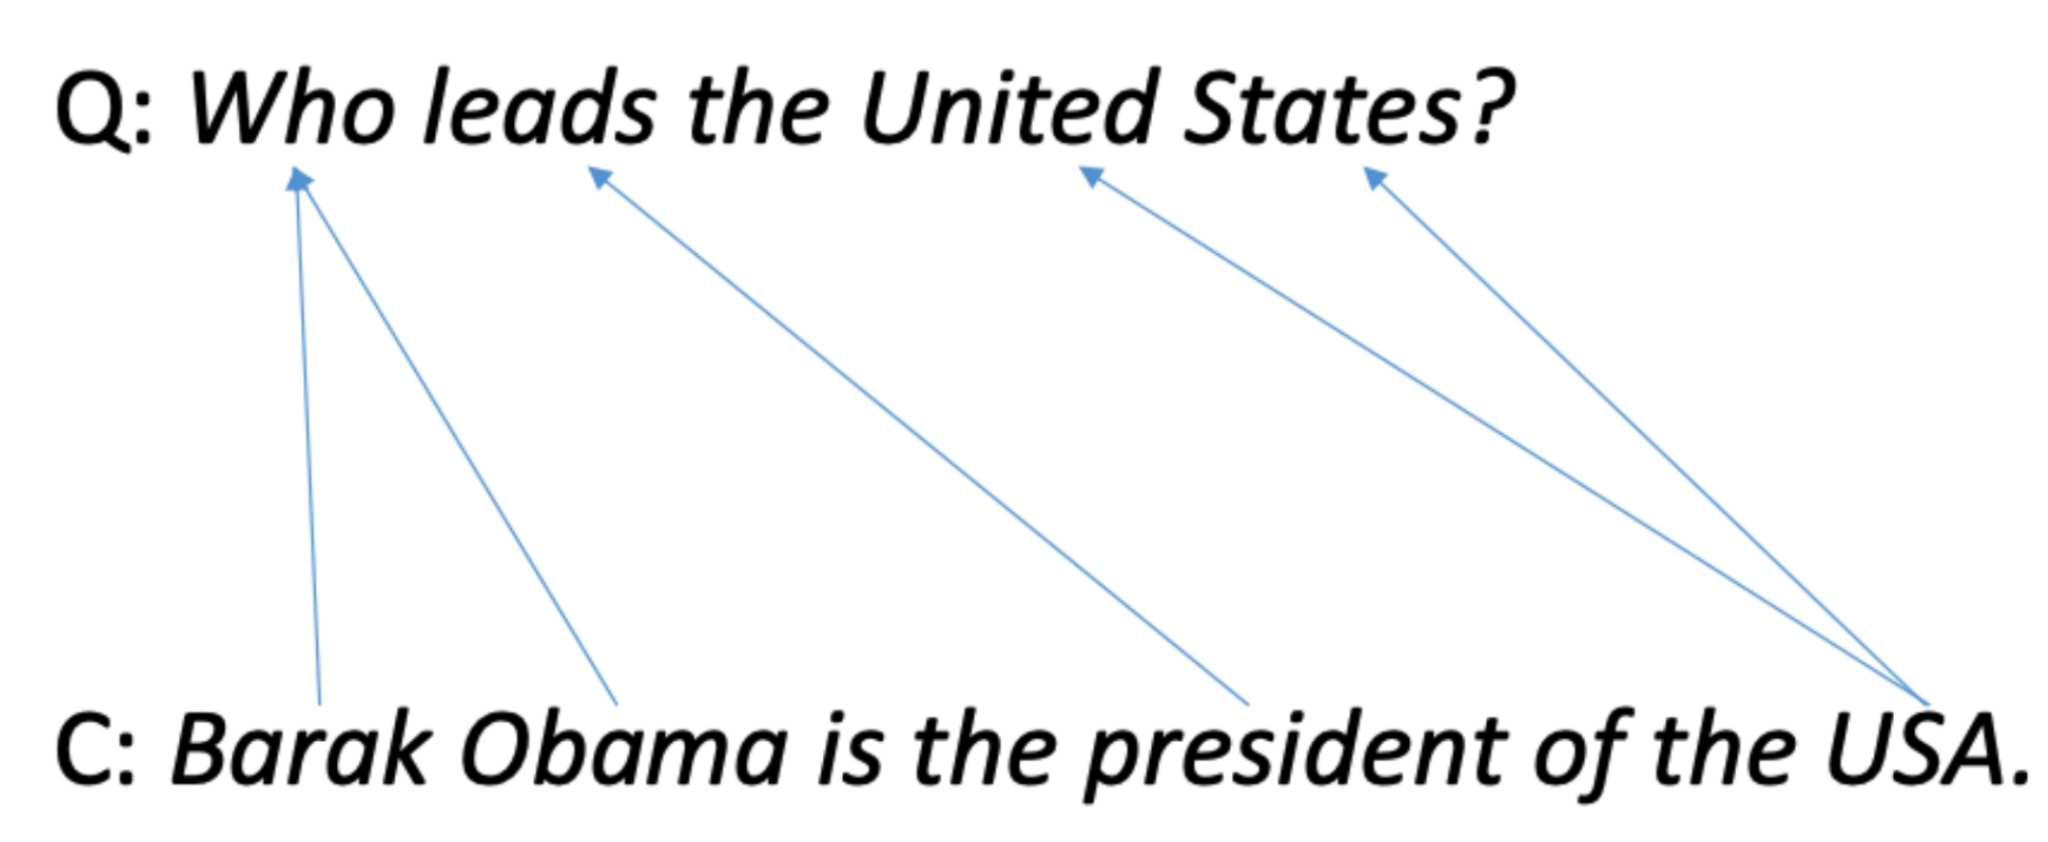 Q: Who leads the United States?
C: Barak Obama is the president of the USA.